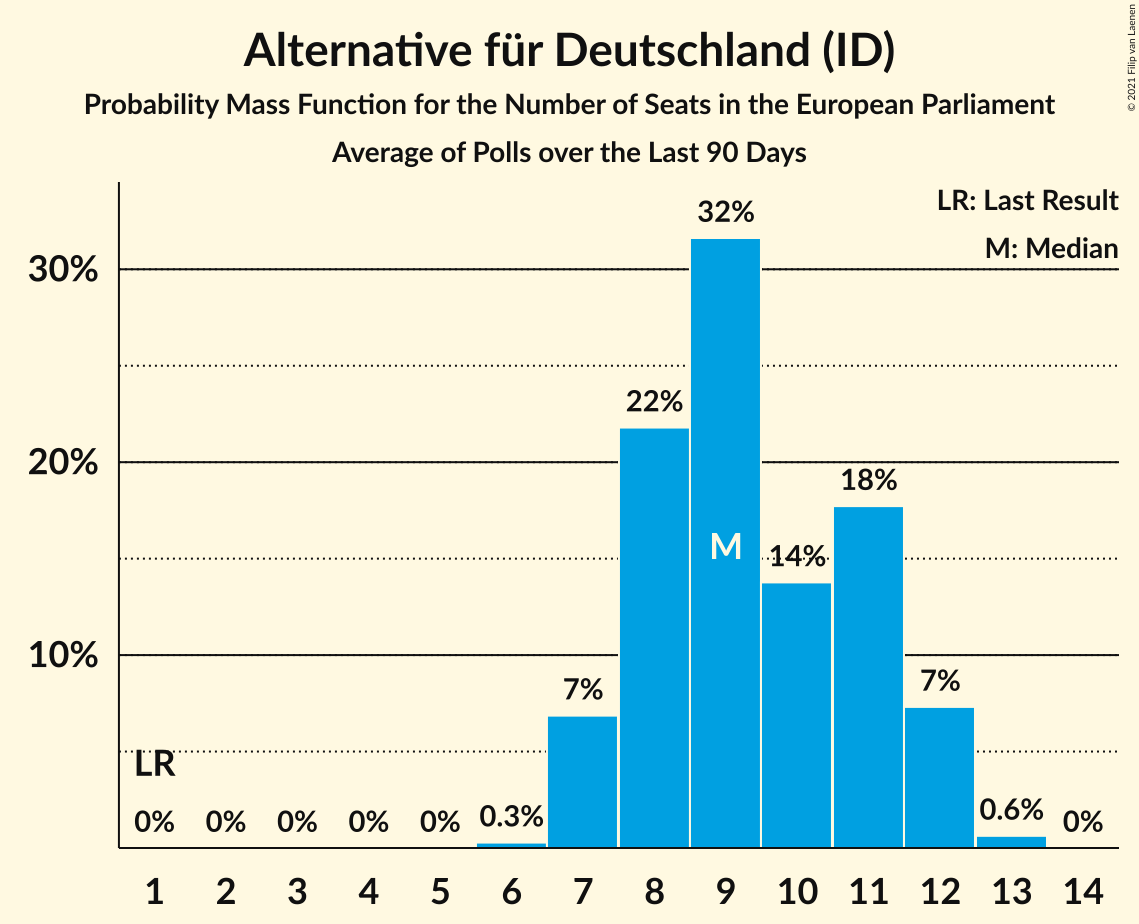 Alternative für Deutschland (ID)
Probability Mass Function for the Number of Seats in the European Parliament
Average of Polls over the Last 90 Days
© 2021 Filip van Laenen
LR: Last Result
M: Median
30%
20%
10%
32%
22%
18%
14%
7%
7%
M
LR
0%
0%
0%
0%
0%
0.3%
0.6%
0%
1 2 3 4 5 6 7 8 9 10 11 12 13 14